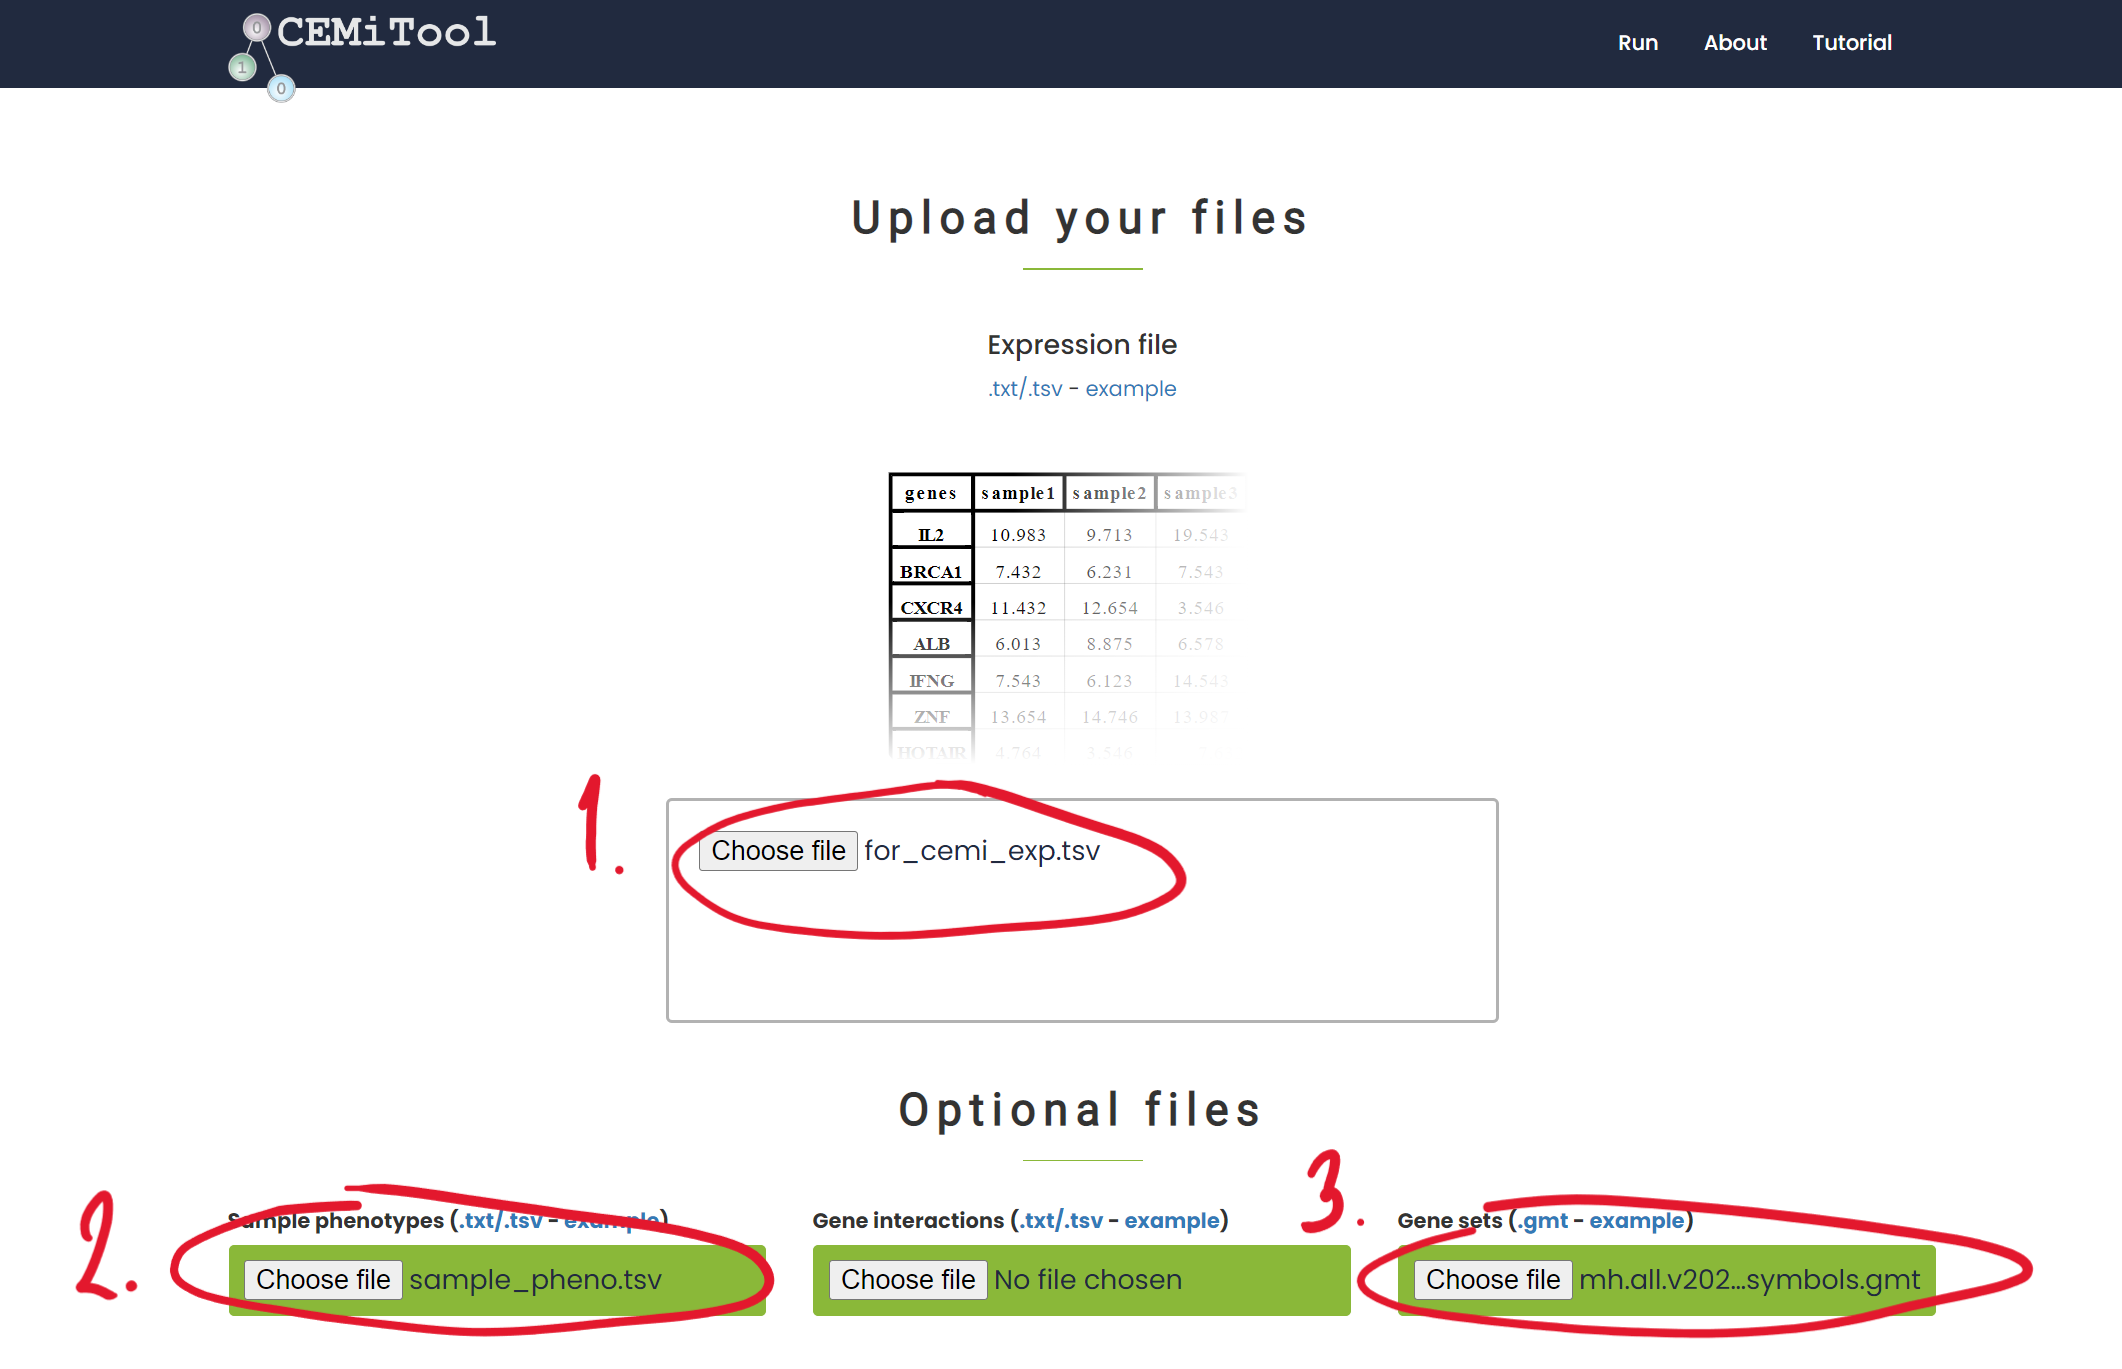 0 CEMiTool
1
0
Run About Tutorial
Upload your files
Expression file
.txt/.tsv - example
genes sample1 sample2 sample3
IL2 10.983 9.713 19.543
BRCA1 7.432 6.231 7.543
CXCR4 11.432 12.654 3.546
ALB 6.013 8.875 6.578
IFNG 7.543 6.123 14.543
ZNF 13.654 14.746 13.987
HOTAIR 4.764 3.546
1.
Choose file for_cemi_exp.tsv
Optional files
2.
Sample phenotypes (.txt/.tsv - example)
Choose file sample_pheno.tsv
Gene interactions (.txt/.tsv - example)
Choose file No file chosen
3.
Gene sets (.gmt - example)
Choose file mh.all.v202...symbols.gmt